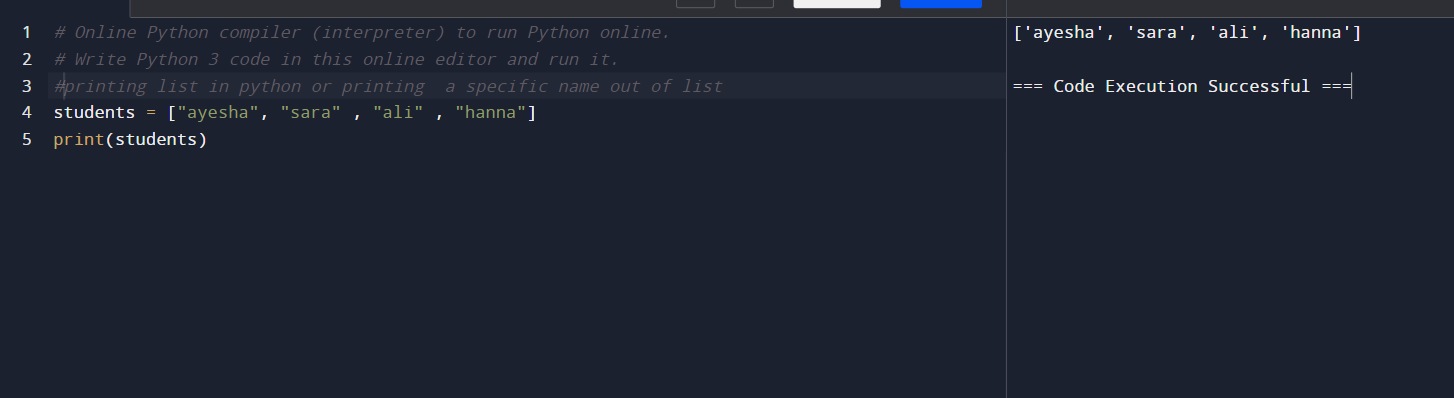 1 # Online Python compiler (interpreter) to run Python online.
2 # Write Python 3 code in this online editor and run it.
3 #printing list in python or printing  a specific name out of list
4 students = ["ayesha", "sara" , "ali" , "hanna"]
5 print(students)
['ayesha', 'sara', 'ali', 'hanna']
=== Code Execution Successful ===